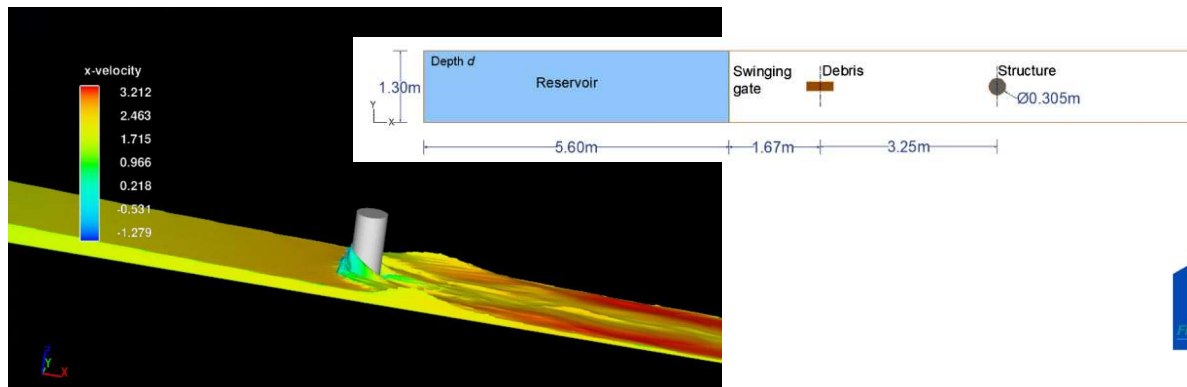 x-velocity
3.212
2.463
1.715
0.966
0.218
-0.531
-1.279
Z
Y
X
Depth d
Reservoir
Swinging
gate
Debris
Structure
Ø0.305m
1.30m
Y
X
5.60m
1.67m
3.25m